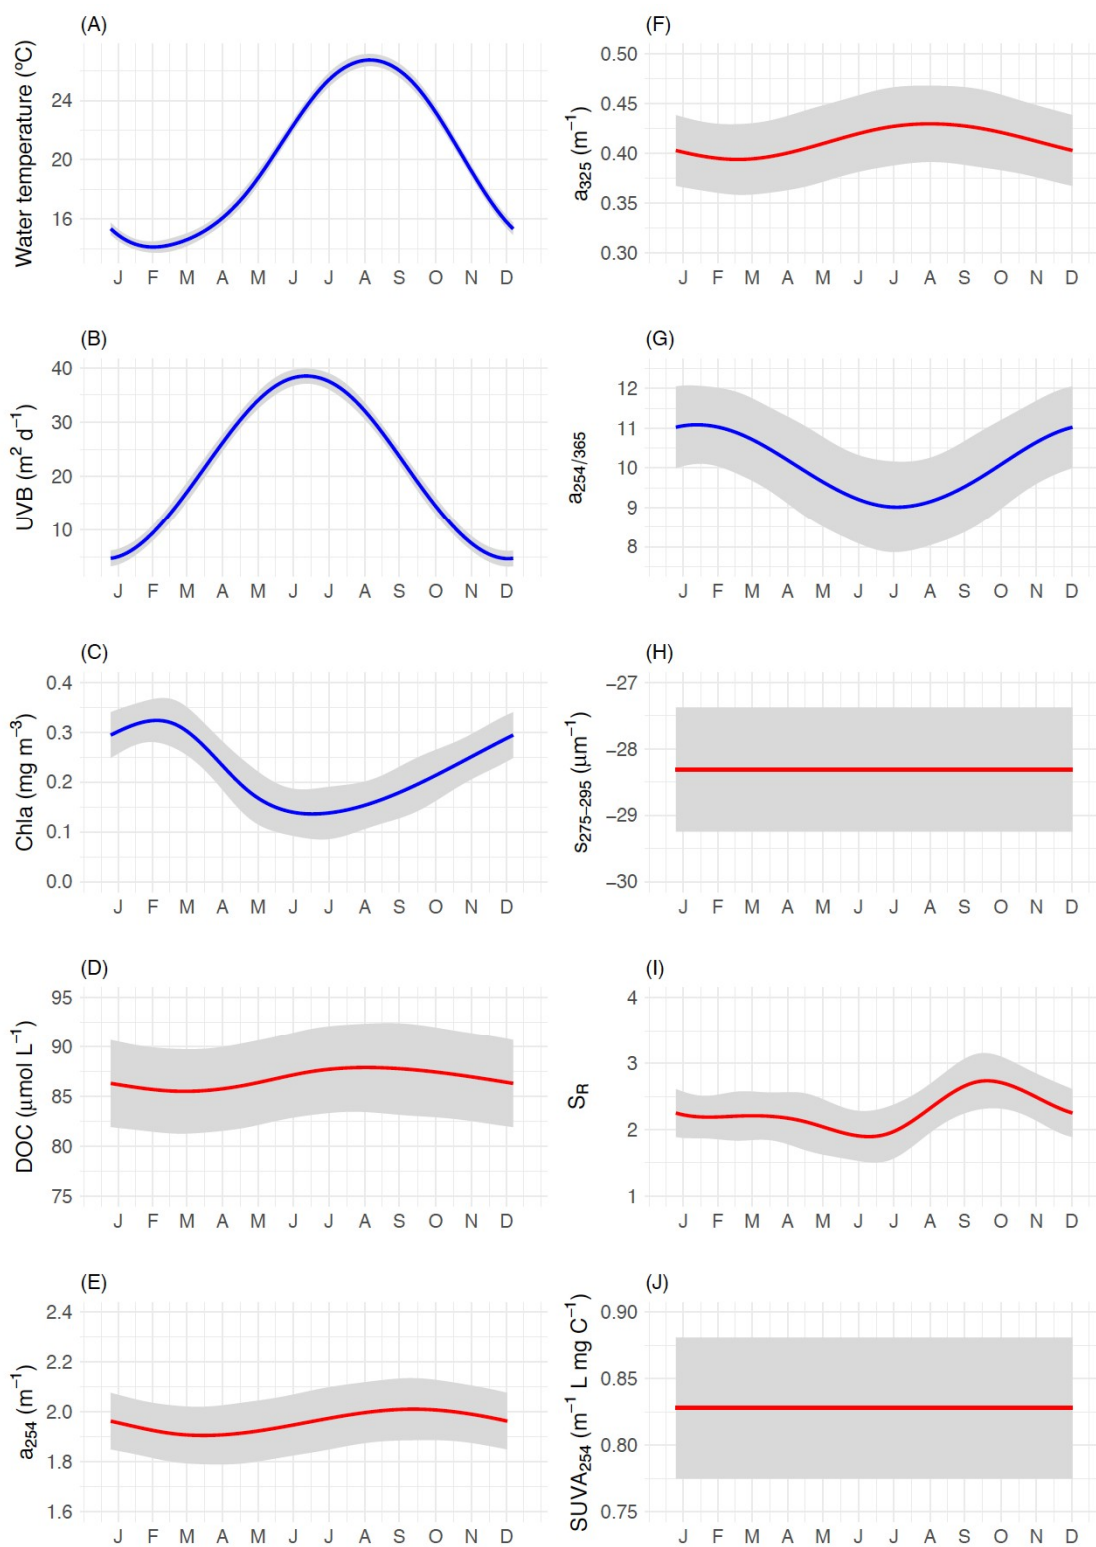 (A)
Water temperature (ºC)
24
20
16
J F M A M J J A S O N D
(B)
UVB (m² d⁻¹)
40
30
20
10
J F M A M J J A S O N D
(C)
Chla (mg m⁻³)
0.4
0.3
0.2
0.1
0.0
J F M A M J J A S O N D
(D)
DOC (μmol L⁻¹)
95
90
85
80
75
J F M A M J J A S O N D
(E)
a₂₅₄ (m⁻¹)
2.4
2.2
2.0
1.8
1.6
J F M A M J J A S O N D
(F)
a₃₂₅ (m⁻¹)
0.50
0.45
0.40
0.35
0.30
J F M A M J J A S O N D
(G)
a₂₅₄/₃₆₅
12
11
10
9
8
J F M A M J J A S O N D
(H)
s₂₇₅₋₂₉₅ (μm⁻¹)
−27
−28
−29
−30
J F M A M J J A S O N D
(I)
S_R
4
3
2
1
J F M A M J J A S O N D
(J)
SUVA₂₅₄ (m⁻¹ L mg C⁻¹)
0.90
0.85
0.80
0.75
J F M A M J J A S O N D